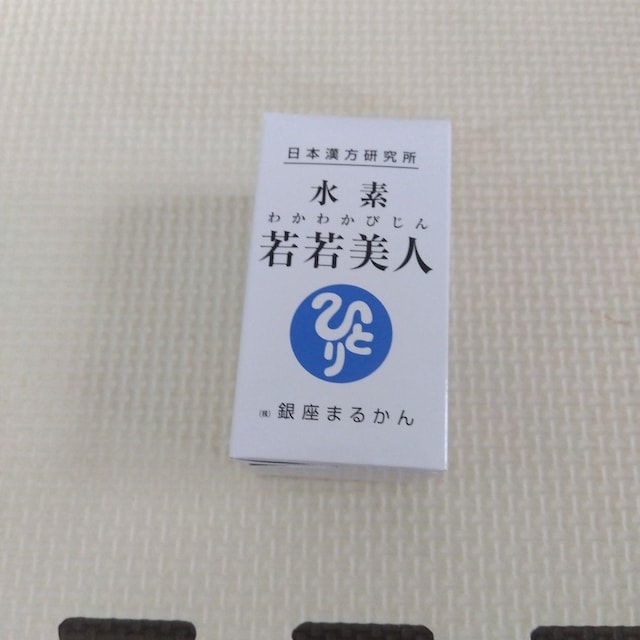 日本漢方研究所
水素
わかわかびじん
若若美人
ひとり
㈱ 銀座まるかん